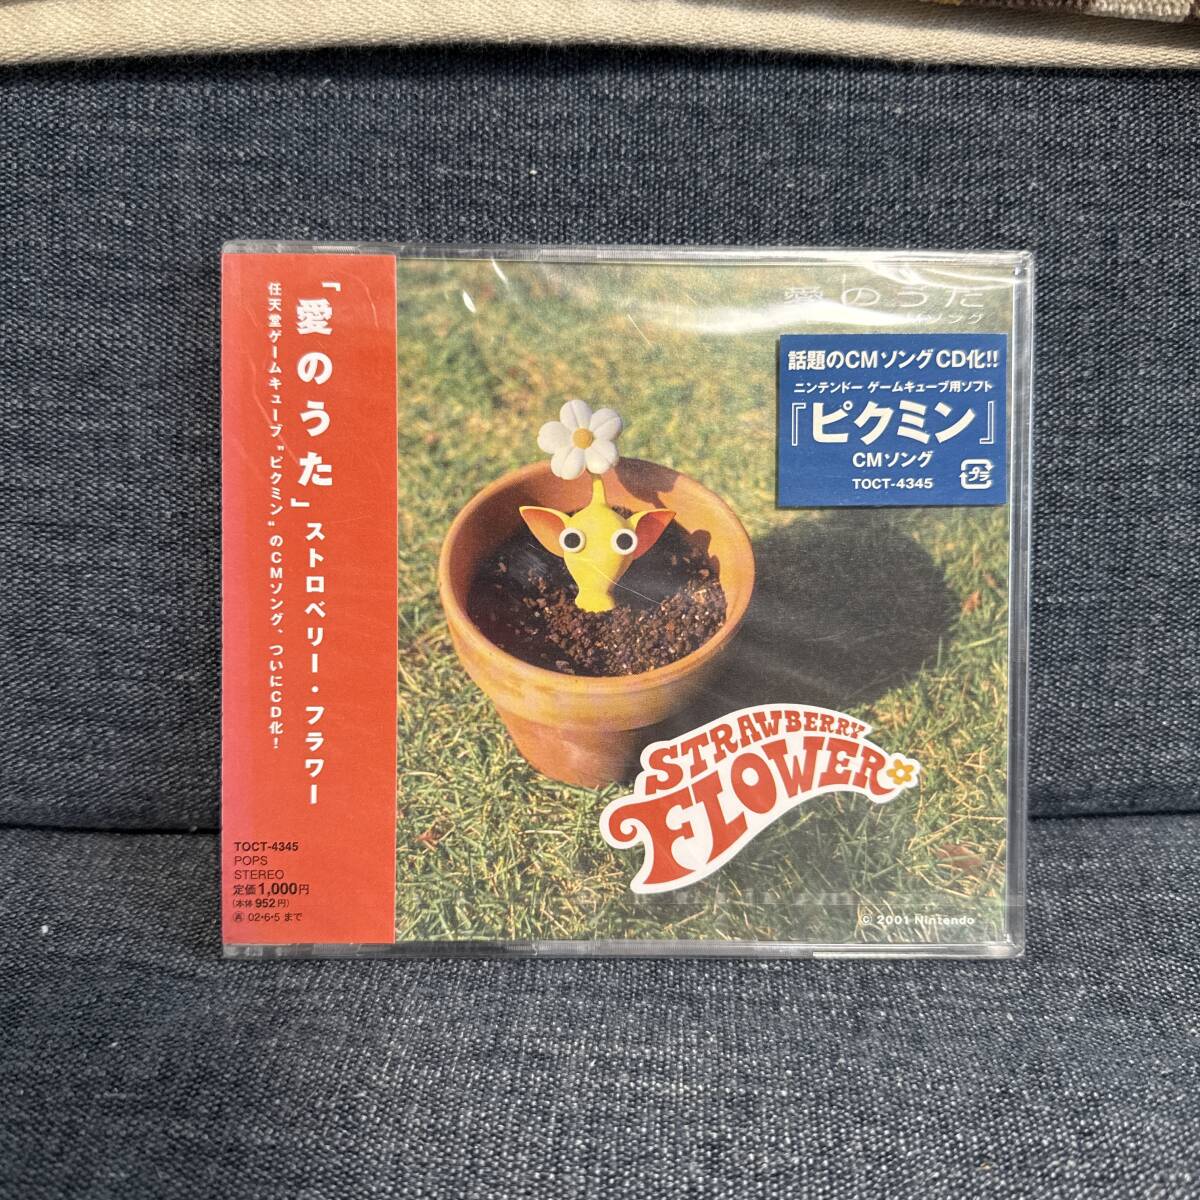 「愛のうた」ストロベリー・フラワー
任天堂ゲームキューブ"ピクミン"のCMソング、ついにCD化!
TOCT-4345
POPS
STEREO
定価1,000円
(本体 952円)
再 02・6・5 まで
愛のうた
話題のCMソング CD化!!
ニンテンドー ゲームキューブ用ソフト
『ピクミン』
CMソング
TOCT-4345
プラ
STRAWBERRY
FLOWER
© 2001 Nintendo